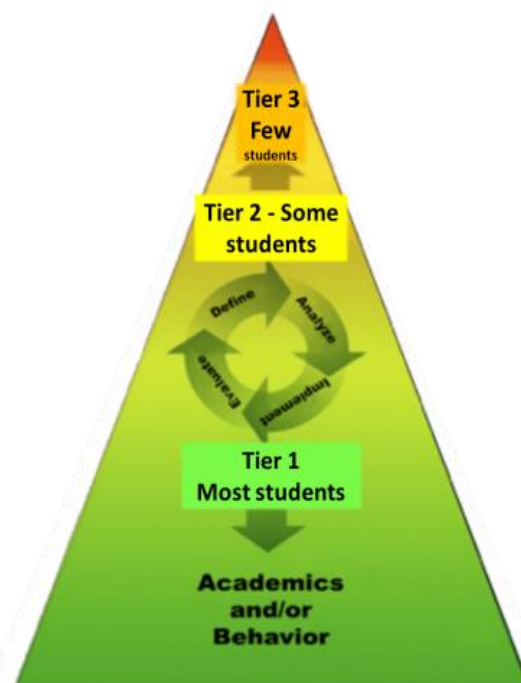 Tier 3
Few
students
Tier 2 - Some
students
Define
Analyze
Implement
Evaluate
Tier 1
Most students
Academics
and/or
Behavior